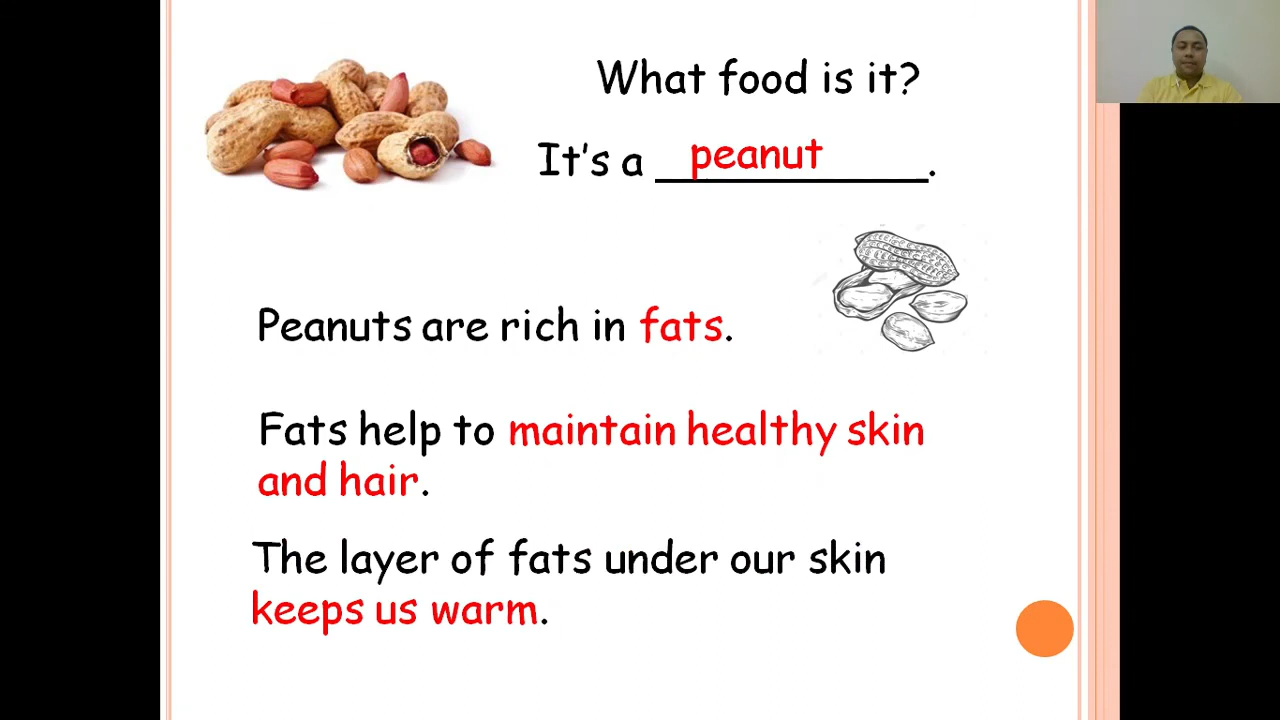 What food is it?
It's a peanut.
Peanuts are rich in fats.
Fats help to maintain healthy skin
and hair.
The layer of fats under our skin
keeps us warm.